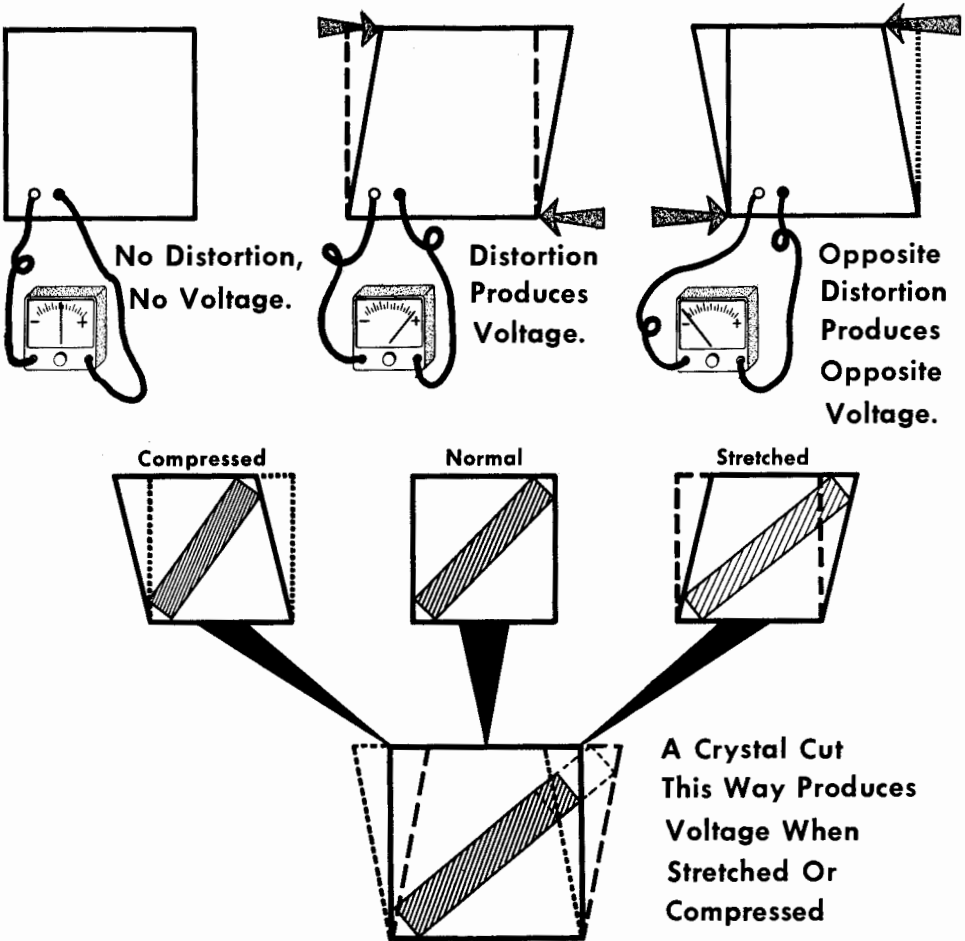 No Distortion,
No Voltage.
Distortion
Produces
Voltage.
Opposite
Distortion
Produces
Opposite
Voltage.
- +
- +
- +
Compressed
Normal
Stretched
A Crystal Cut
This Way Produces
Voltage When
Stretched Or
Compressed